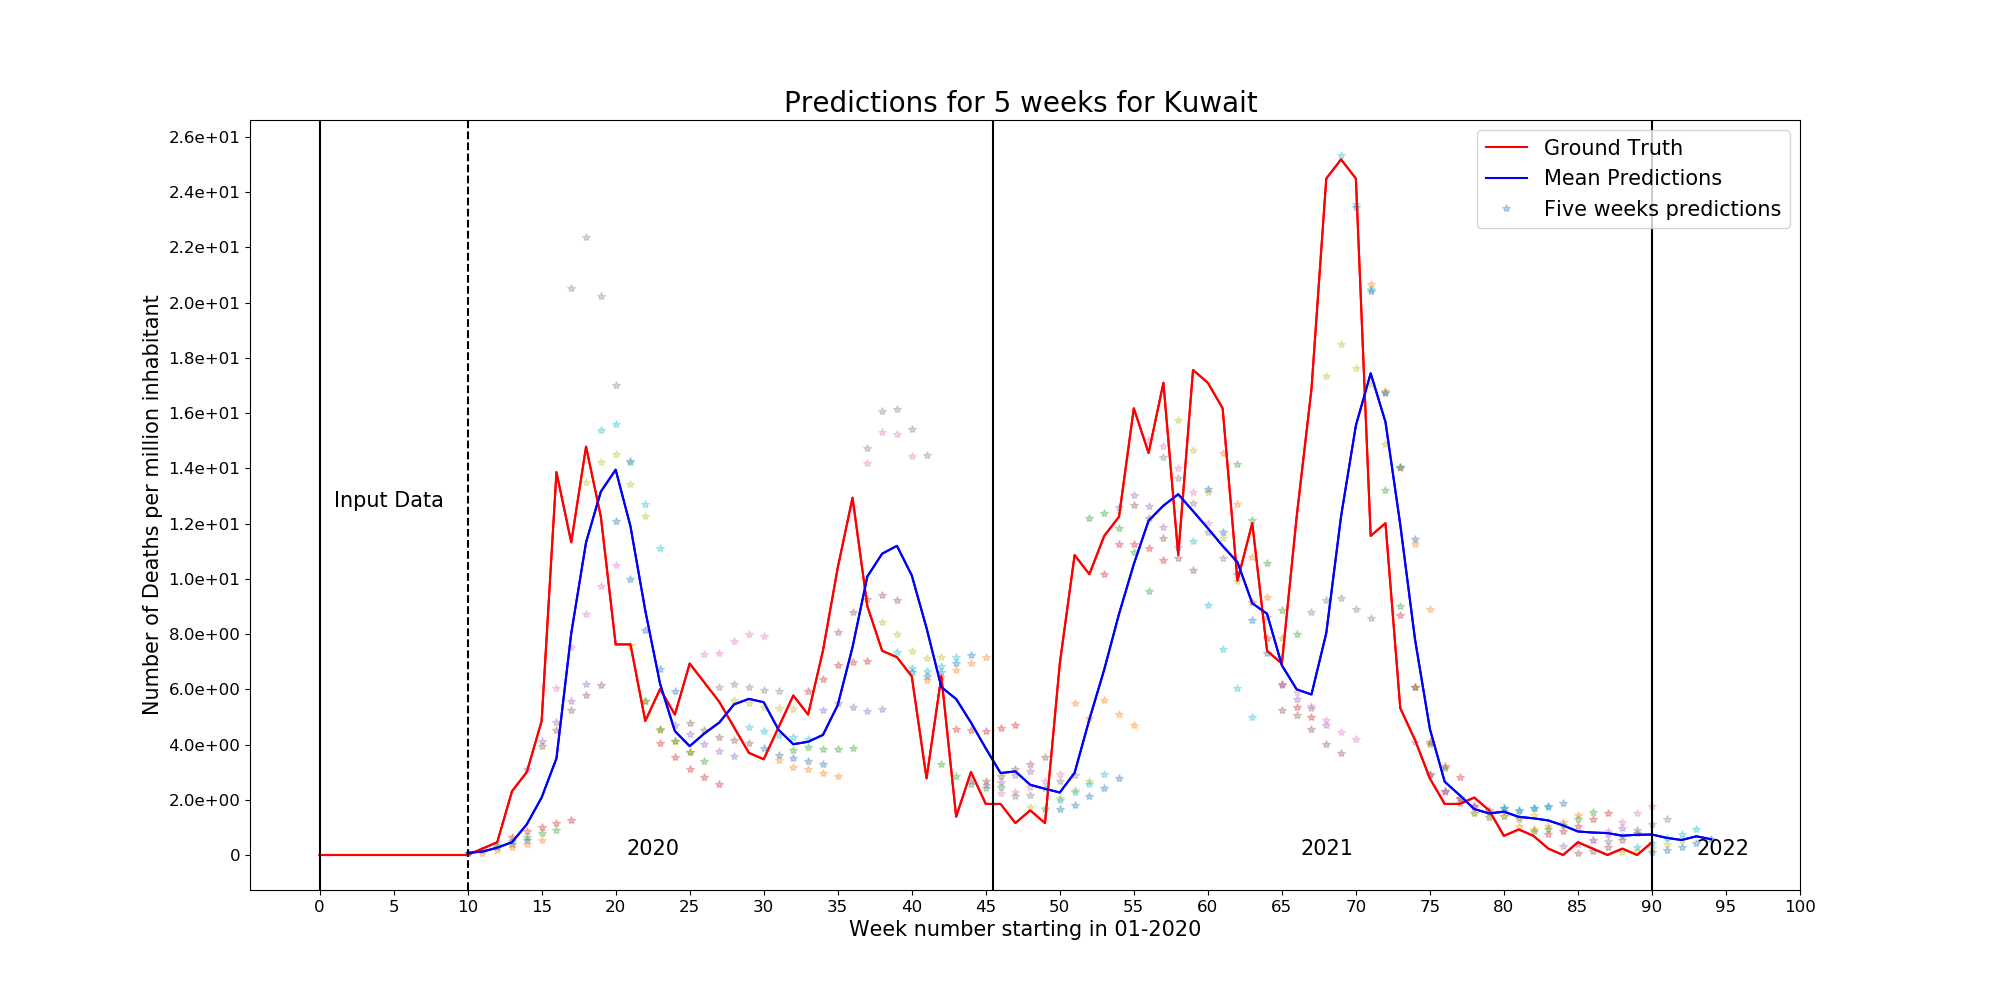 Predictions for 5 weeks for Kuwait
2.6e+01
2.4e+01
2.2e+01
2.0e+01
1.8e+01
1.6e+01
1.4e+01
1.2e+01
1.0e+01
8.0e+00
6.0e+00
4.0e+00
2.0e+00
0
Number of Deaths per million inhabitant
Ground Truth
Mean Predictions
Five weeks predictions
Input Data
2020
2021
2022
0 5 10 15 20 25 30 35 40 45 50 55 60 65 70 75 80 85 90 95 100
Week number starting in 01-2020